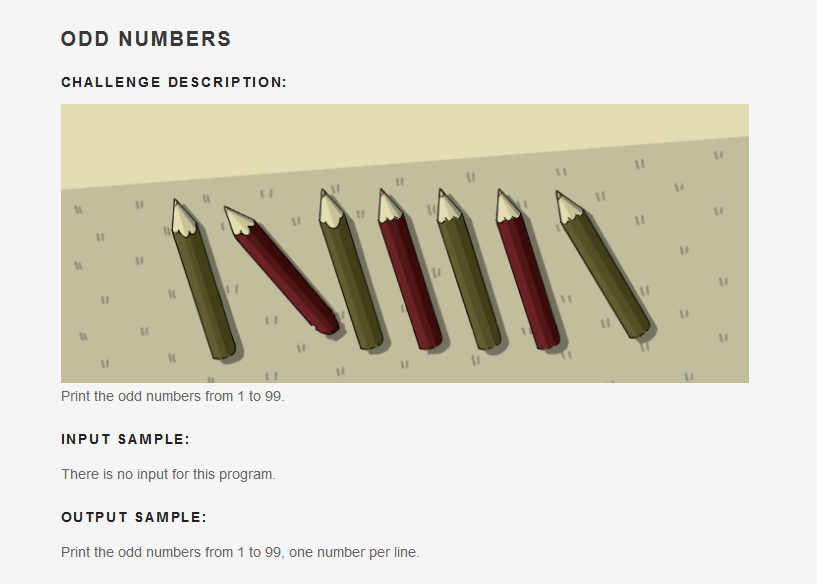 ODD NUMBERS
CHALLENGE DESCRIPTION:
Print the odd numbers from 1 to 99.
INPUT SAMPLE:
There is no input for this program.
OUTPUT SAMPLE:
Print the odd numbers from 1 to 99, one number per line.